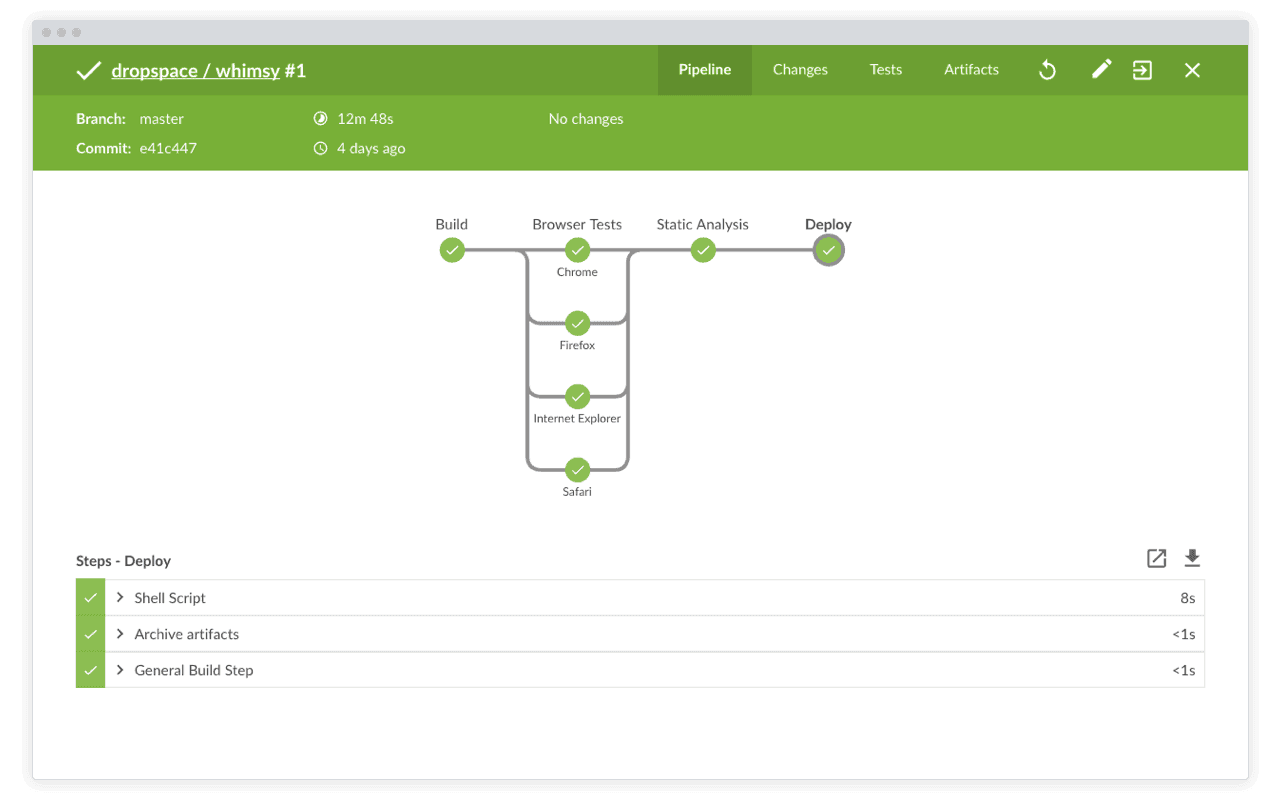 dropspace / whimsy #1
Pipeline
Changes
Tests
Artifacts
Branch: master
12m 48s
No changes
Commit: e41c447
4 days ago
Build
Browser Tests
Static Analysis
Deploy
Chrome
Firefox
Internet Explorer
Safari
Steps - Deploy
Shell Script
8s
Archive artifacts
<1s
General Build Step
<1s